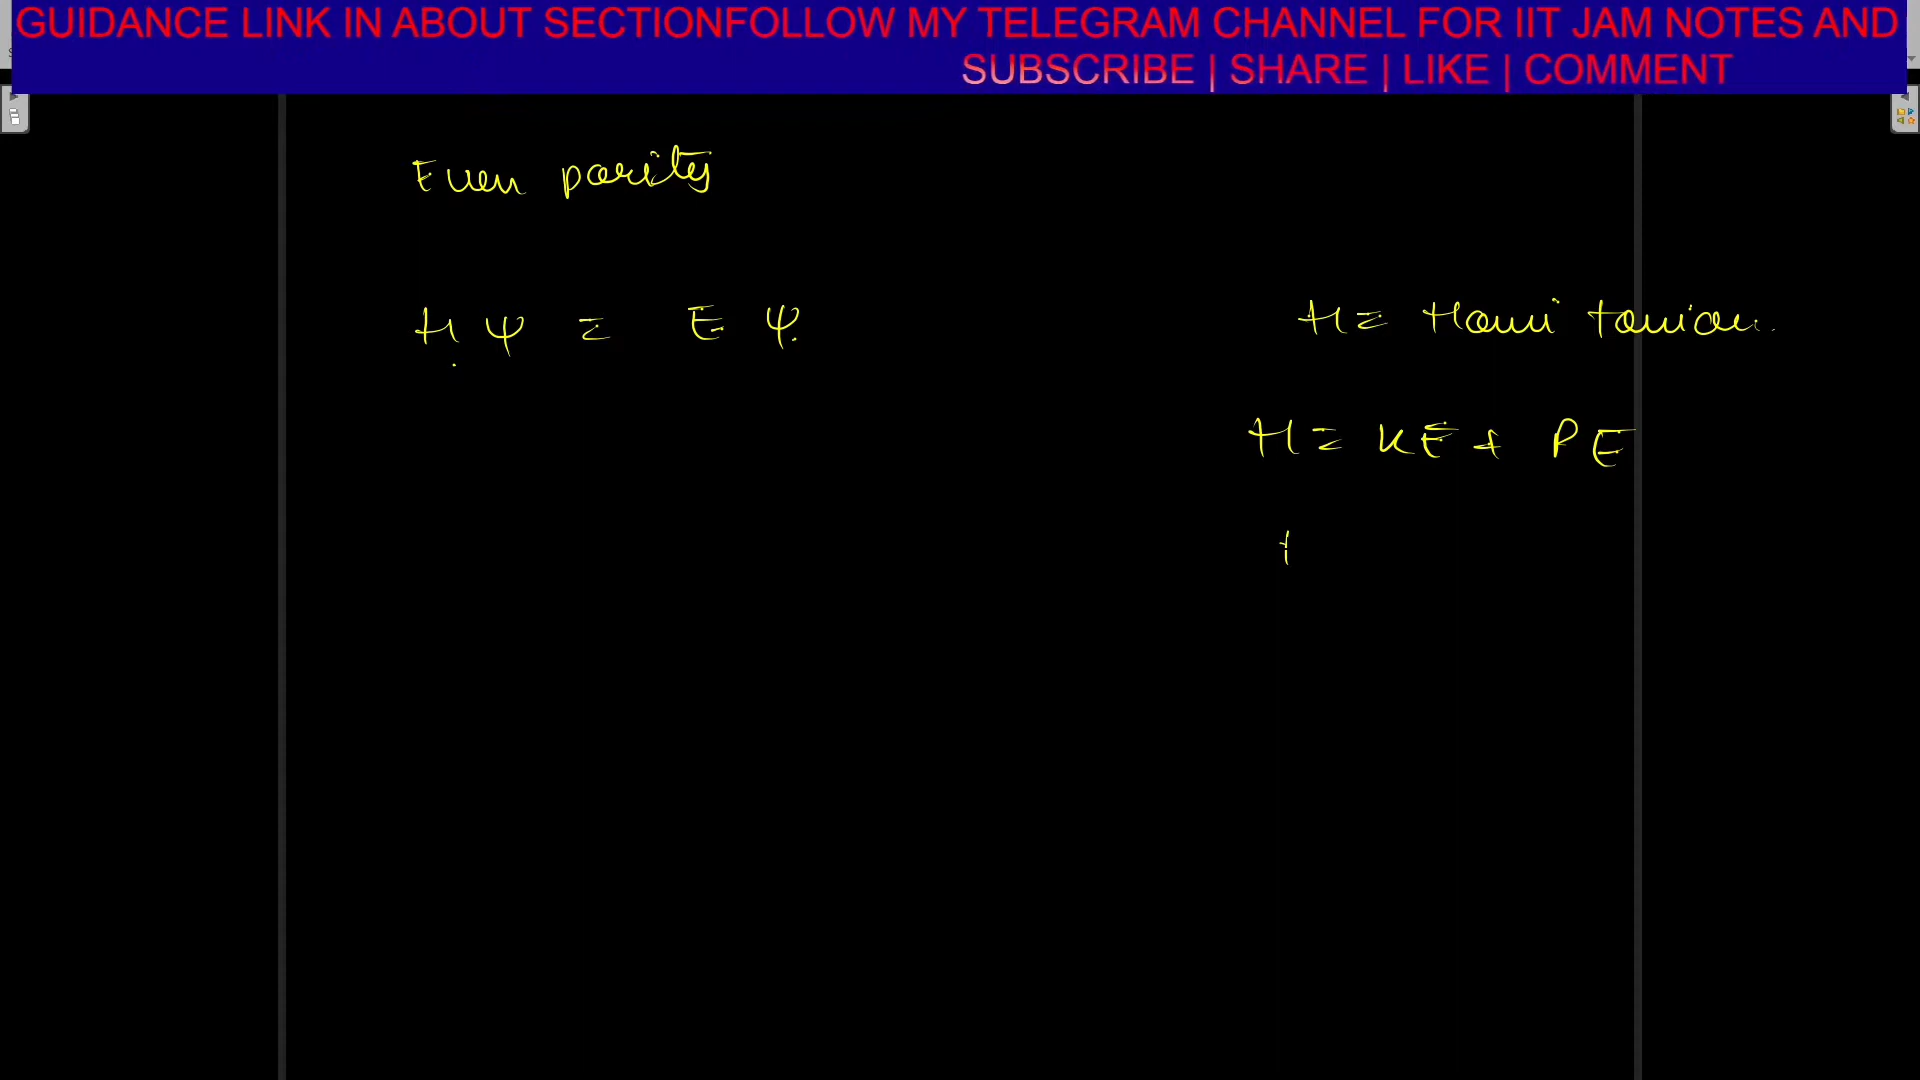 GUIDANCE LINK IN ABOUT SECTIONFOLLOW MY TELEGRAM CHANNEL FOR IIT JAM NOTES AND
SUBSCRIBE | SHARE | LIKE | COMMENT
Even parity
H ψ = E ψ.
H = Hamiltonian.
H = KE + PE